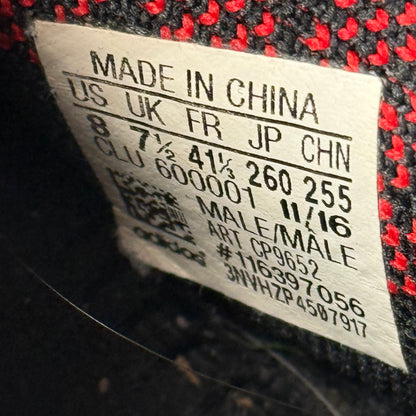 MADE IN CHINA
US UK FR JP CHN
8 7½ 41⅓ 260 255
CLU 600001 11/16
MALE/MALE
ART CP9652
#116397056
3NVHZP4507917
adidas